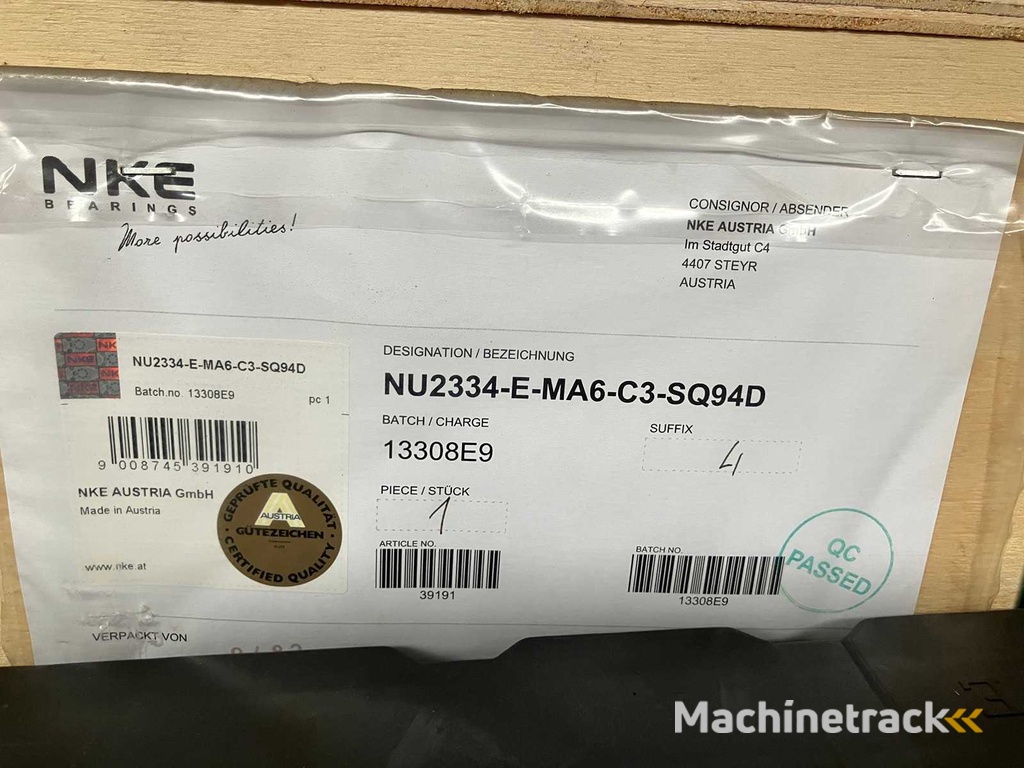 NKE
BEARINGS
More possibilities!
CONSIGNOR / ABSENDER
NKE AUSTRIA GmbH
Im Stadtgut C4
4407 STEYR
AUSTRIA
NU2334-E-MA6-C3-SQ94D
Batch.no. 13308E9
pc 1
9 008745 391910
NKE AUSTRIA GmbH
Made in Austria
www.nke.at
GEPRÜFTE QUALITÄT
AUSTRIA
GÜTEZEICHEN
CERTIFIED QUALITY
DESIGNATION / BEZEICHNUNG
NU2334-E-MA6-C3-SQ94D
BATCH / CHARGE
13308E9
SUFFIX
4
PIECE / STÜCK
1
ARTICLE NO.
39191
BATCH NO.
13308E9
QC
PASSED
VERPACKT VON
Machinetrack